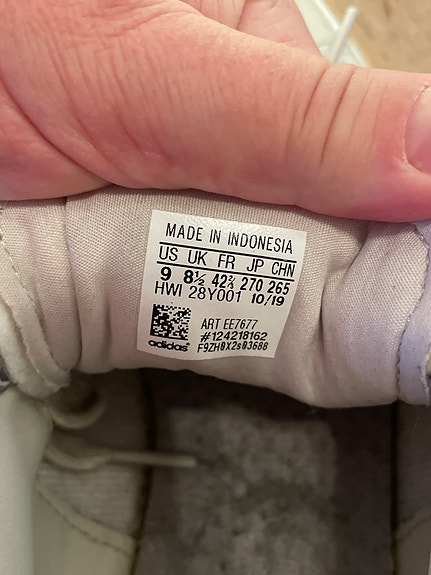 MADE IN INDONESIA
US UK FR JP CHN
9 8½ 42⅔ 270 265
HWI 28Y001 10/19
ART EE7677
#124218162
adidas F9ZH0X2s03686